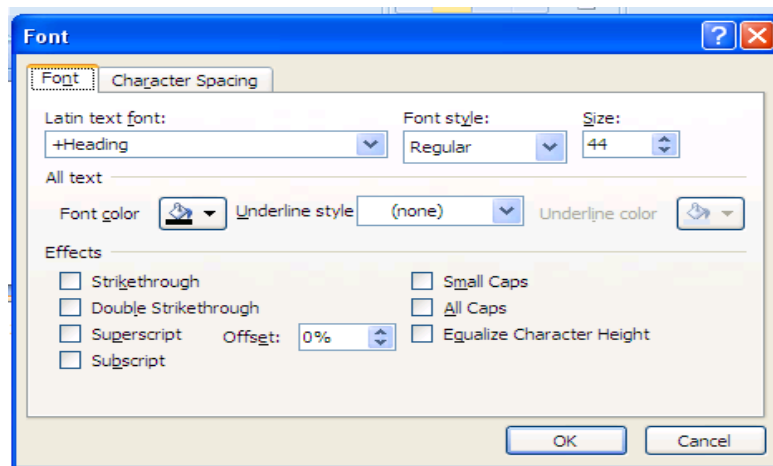 Font
Font Character Spacing
Latin text font: Font style: Size:
+Heading Regular 44
All text
Font color Underline style (none) Underline color
Effects
Strikethrough Small Caps
Double Strikethrough All Caps
Superscript Offset: 0% Equalize Character Height
Subscript
OK Cancel